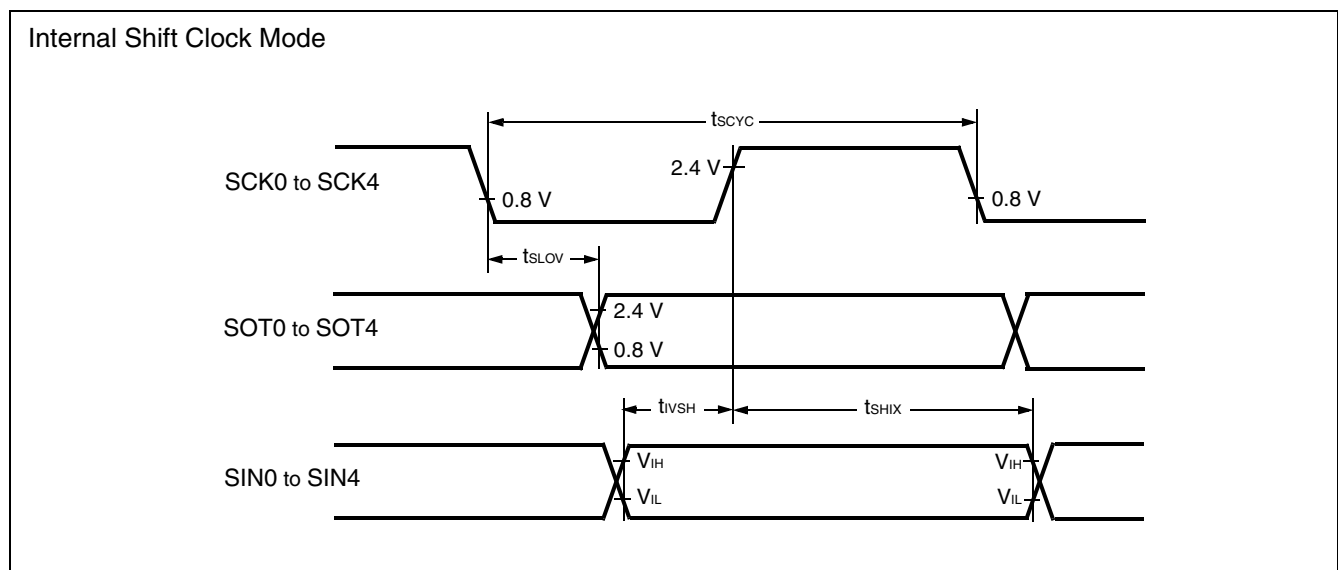 Internal Shift Clock Mode
tSCYC
SCK0 to SCK4
2.4 V
0.8 V
0.8 V
tSLOV
SOT0 to SOT4
2.4 V
0.8 V
tIVSH
tSHIX
SIN0 to SIN4
VIH
VIH
VIL
VIL